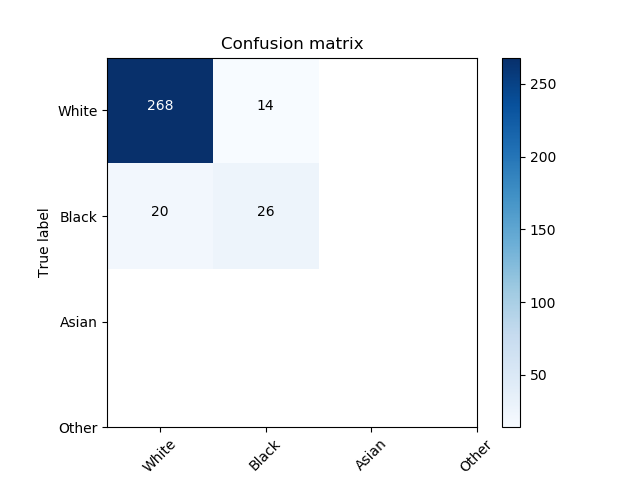 Confusion matrix
White
268
14
Black
20
26
Asian
Other
True label
White
Black
Asian
Other
250
200
150
100
50